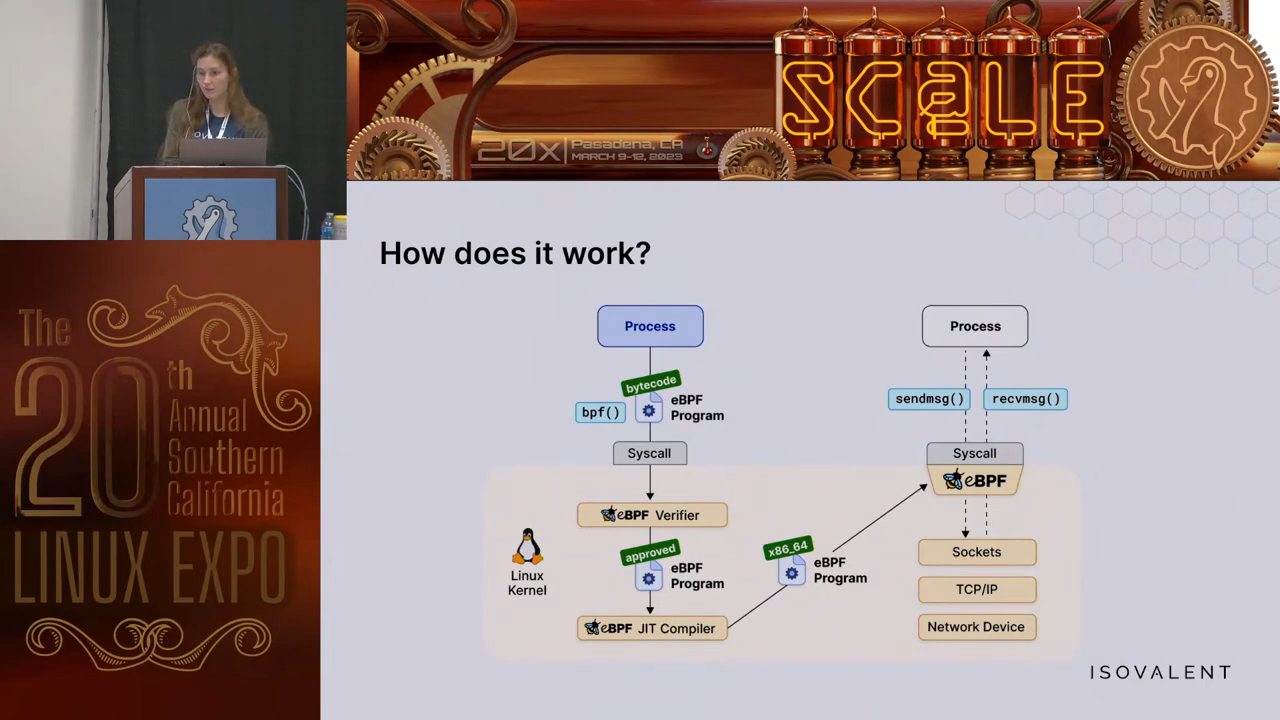 SCaLE
20x
Pasadena, CA
MARCH 9-12, 2023
The
20th
Annual
Southern
California
LINUX EXPO
How does it work?
Process
bytecode
bpf()
eBPF
Program
Syscall
eBPF Verifier
approved
eBPF
Program
eBPF JIT Compiler
Linux
Kernel
x86_64
eBPF
Program
Process
sendmsg()
recvmsg()
Syscall
eBPF
Sockets
TCP/IP
Network Device
ISOVALENT